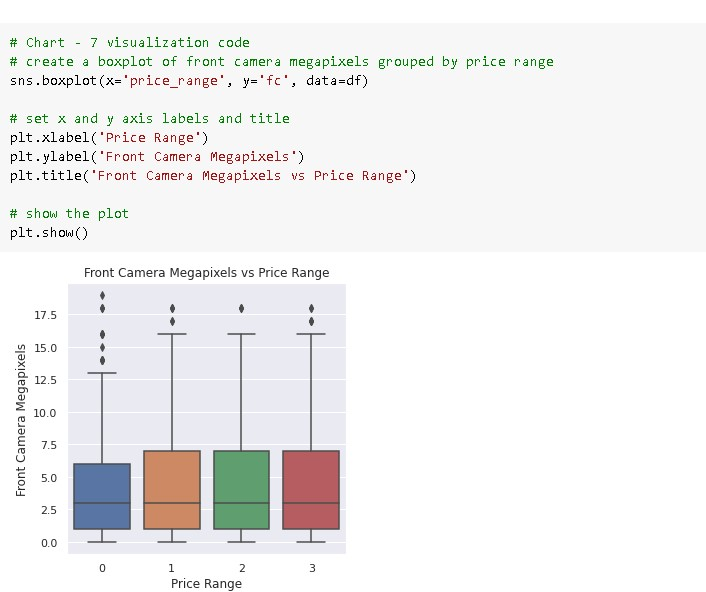 # Chart - 7 visualization code
# create a boxplot of front camera megapixels grouped by price range
sns.boxplot(x='price_range', y='fc', data=df)
# set x and y axis labels and title
plt.xlabel('Price Range')
plt.ylabel('Front Camera Megapixels')
plt.title('Front Camera Megapixels vs Price Range')
# show the plot
plt.show()
Front Camera Megapixels vs Price Range
Front Camera Megapixels
17.5
15.0
12.5
10.0
7.5
5.0
2.5
0.0
0 1 2 3
Price Range